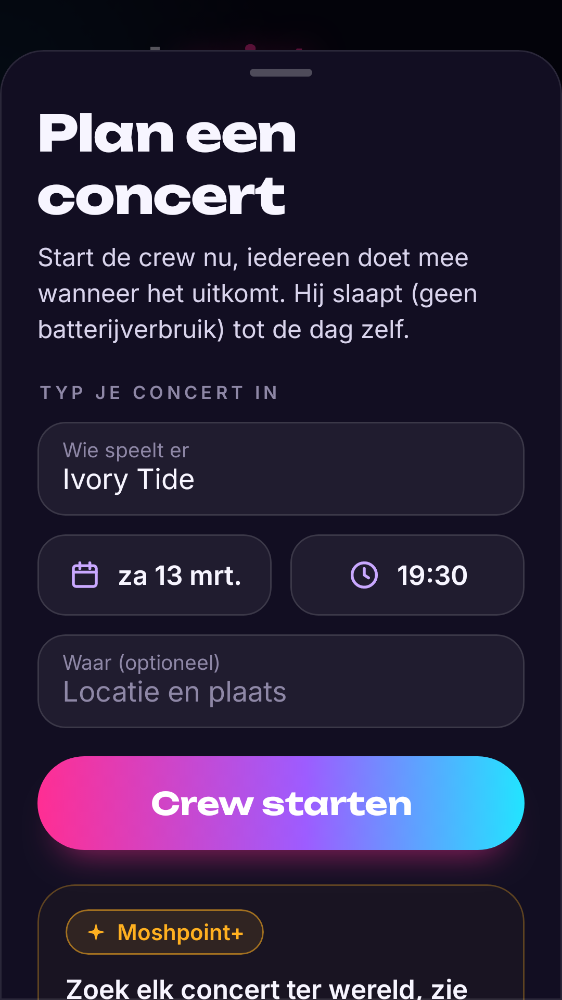 Plan een
concert
Start de crew nu, iedereen doet mee
wanneer het uitkomt. Hij slaapt (geen
batterijverbruik) tot de dag zelf.
TYP JE CONCERT IN
Wie speelt er
Ivory Tide
za 13 mrt.
19:30
Waar (optioneel)
Locatie en plaats
Crew starten
Moshpoint+
Zoek elk concert ter wereld, zie